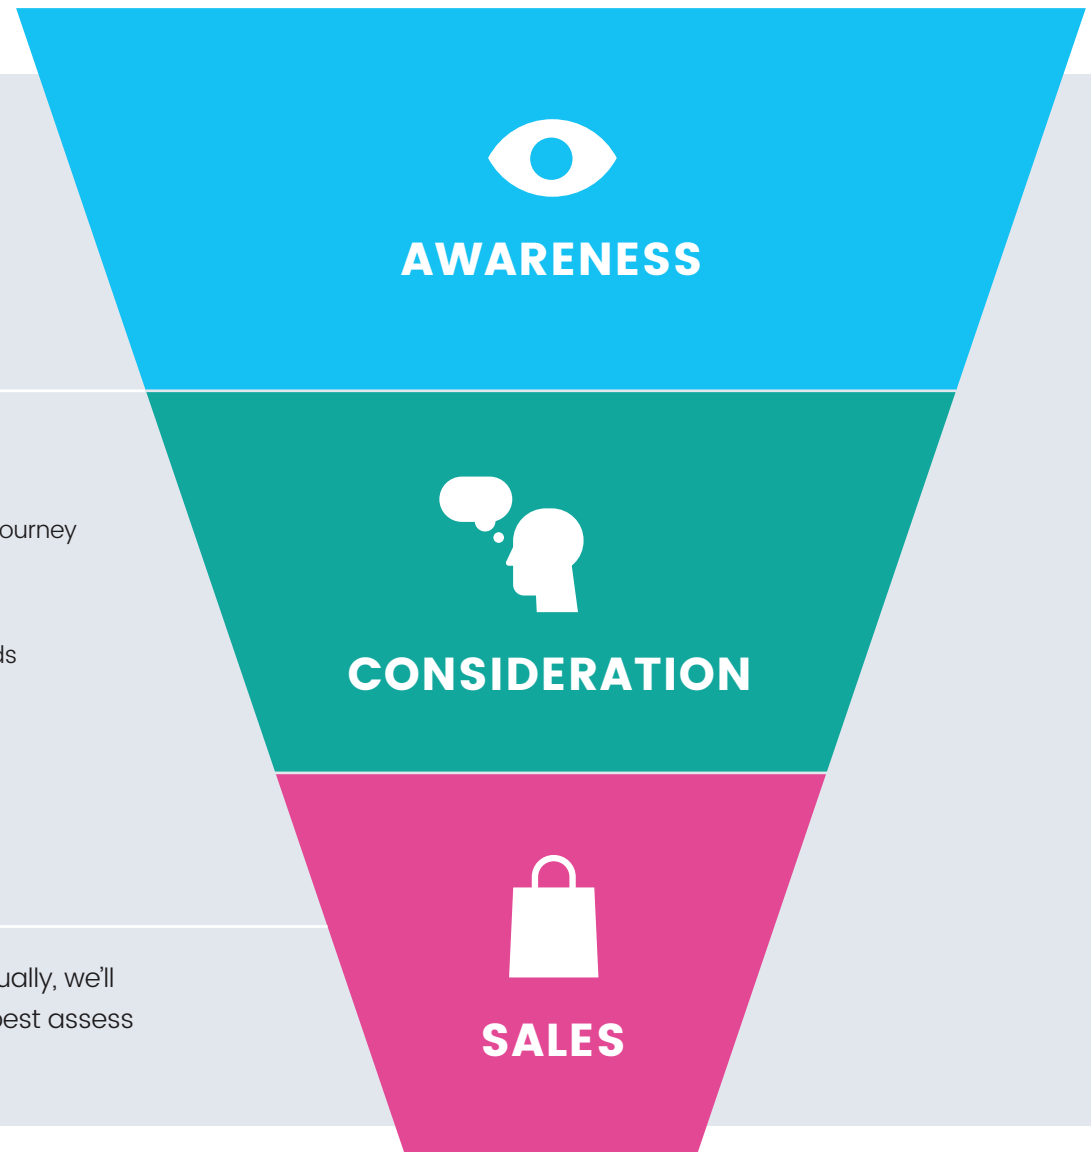 AWARENESS
ourney
ds
CONSIDERATION
ually, we'll
best assess
SALES